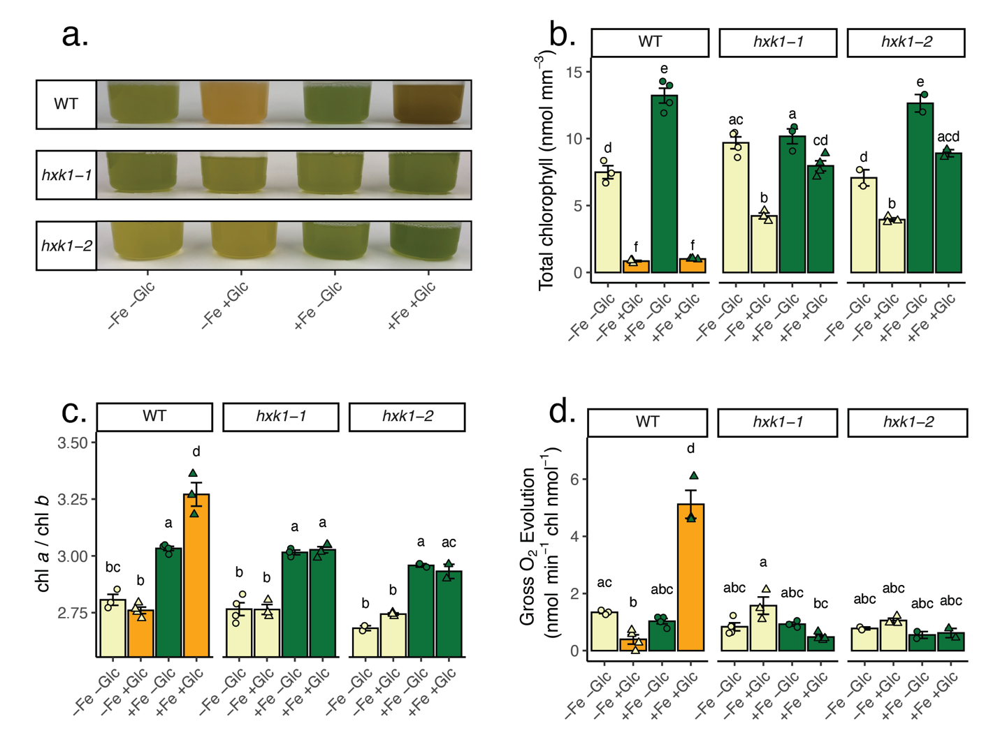 a.
WT
hxk1−1
hxk1−2
−Fe −Glc
−Fe +Glc
+Fe −Glc
+Fe +Glc
b.
WT
hxk1−1
hxk1−2
Total chlorophyll (nmol mm⁻³)
15
10
5
0
d
f
e
f
ac
b
a
cd
d
b
e
acd
−Fe −Glc
−Fe +Glc
+Fe −Glc
+Fe +Glc
−Fe −Glc
−Fe +Glc
+Fe −Glc
+Fe +Glc
−Fe −Glc
−Fe +Glc
+Fe −Glc
+Fe +Glc
c.
WT
hxk1−1
hxk1−2
chl a / chl b
3.50
3.25
3.00
2.75
bc
b
a
d
b
b
a
a
b
b
a
ac
−Fe −Glc
−Fe +Glc
+Fe −Glc
+Fe +Glc
−Fe −Glc
−Fe +Glc
+Fe −Glc
+Fe +Glc
−Fe −Glc
−Fe +Glc
+Fe −Glc
+Fe +Glc
d.
WT
hxk1−1
hxk1−2
Gross O₂ Evolution
(nmol min⁻¹ chl nmol⁻¹)
6
4
2
0
ac
b
abc
d
abc
a
abc
bc
abc
abc
abc
abc
−Fe −Glc
−Fe +Glc
+Fe −Glc
+Fe +Glc
−Fe −Glc
−Fe +Glc
+Fe −Glc
+Fe +Glc
−Fe −Glc
−Fe +Glc
+Fe −Glc
+Fe +Glc